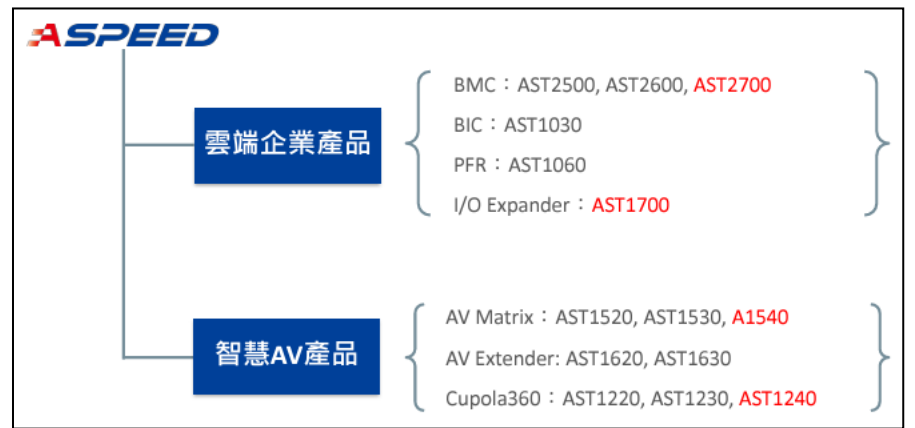 ASPEED
雲端企業產品
BMC：AST2500, AST2600, AST2700
BIC：AST1030
PFR：AST1060
I/O Expander：AST1700
智慧AV產品
AV Matrix：AST1520, AST1530, A1540
AV Extender: AST1620, AST1630
Cupola360：AST1220, AST1230, AST1240